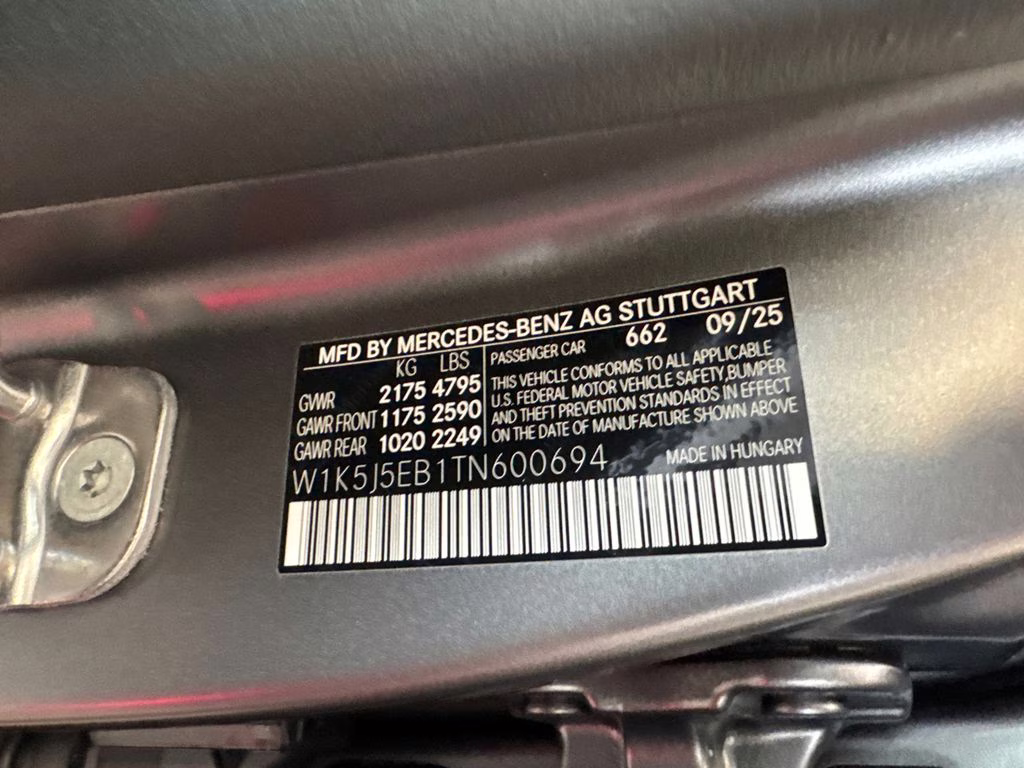 MFD BY MERCEDES-BENZ AG STUTTGART
KG LBS
GVWR 2175 4795
GAWR FRONT 1175 2590
GAWR REAR 1020 2249
PASSENGER CAR 662 09/25
THIS VEHICLE CONFORMS TO ALL APPLICABLE
U.S. FEDERAL MOTOR VEHICLE SAFETY,BUMPER
AND THEFT PREVENTION STANDARDS IN EFFECT
ON THE DATE OF MANUFACTURE SHOWN ABOVE
W1K5J5EB1TN600694
MADE IN HUNGARY